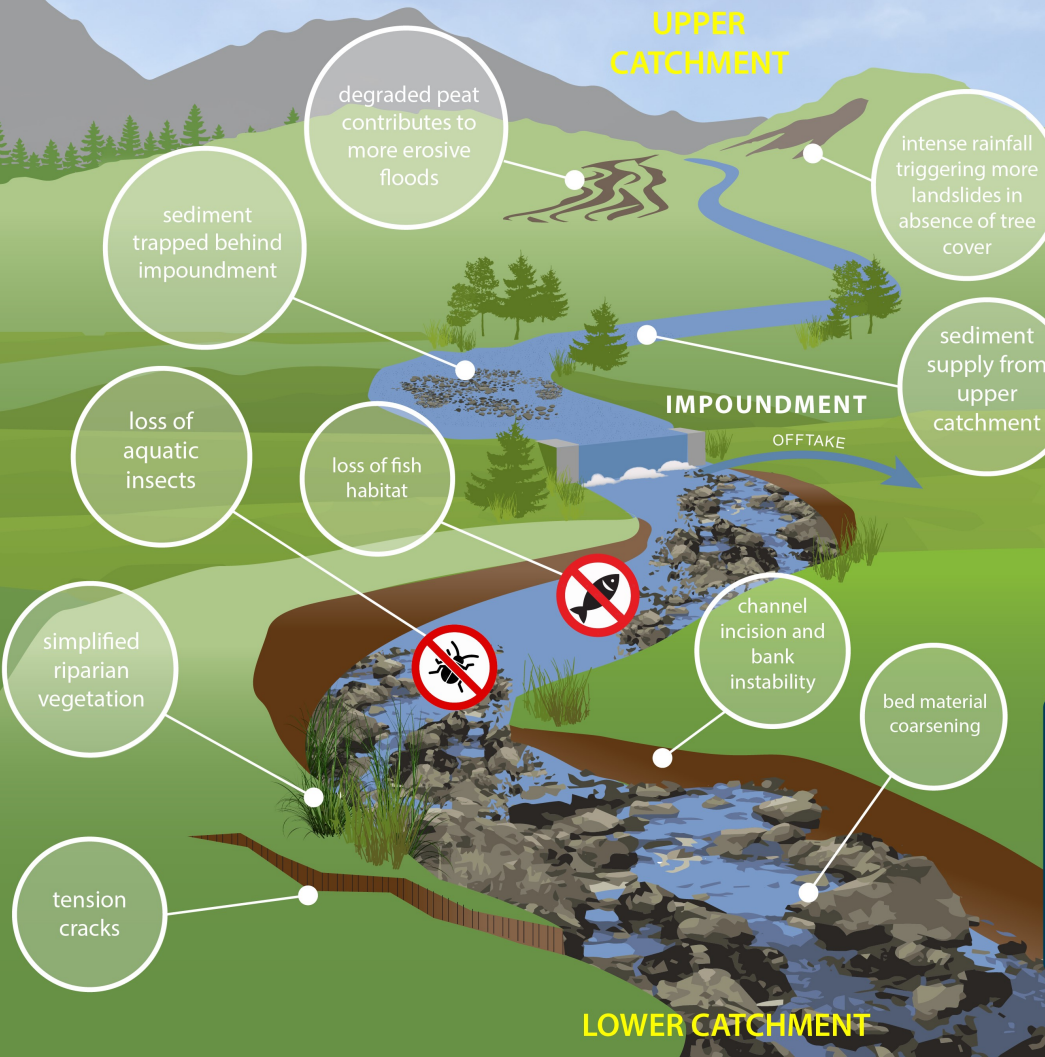 UPPER
CATCHMENT
degraded peat
contributes to
more erosive
floods
intense rainfall
triggering more
landslides in
absence of tree
cover
sediment
trapped behind
impoundment
sediment
supply from
upper
catchment
IMPOUNDMENT
OFFTAKE
loss of
aquatic
insects
loss of fish
habitat
channel
incision and
bank
instability
simplified
riparian
vegetation
bed material
coarsening
tension
cracks
LOWER CATCHMENT